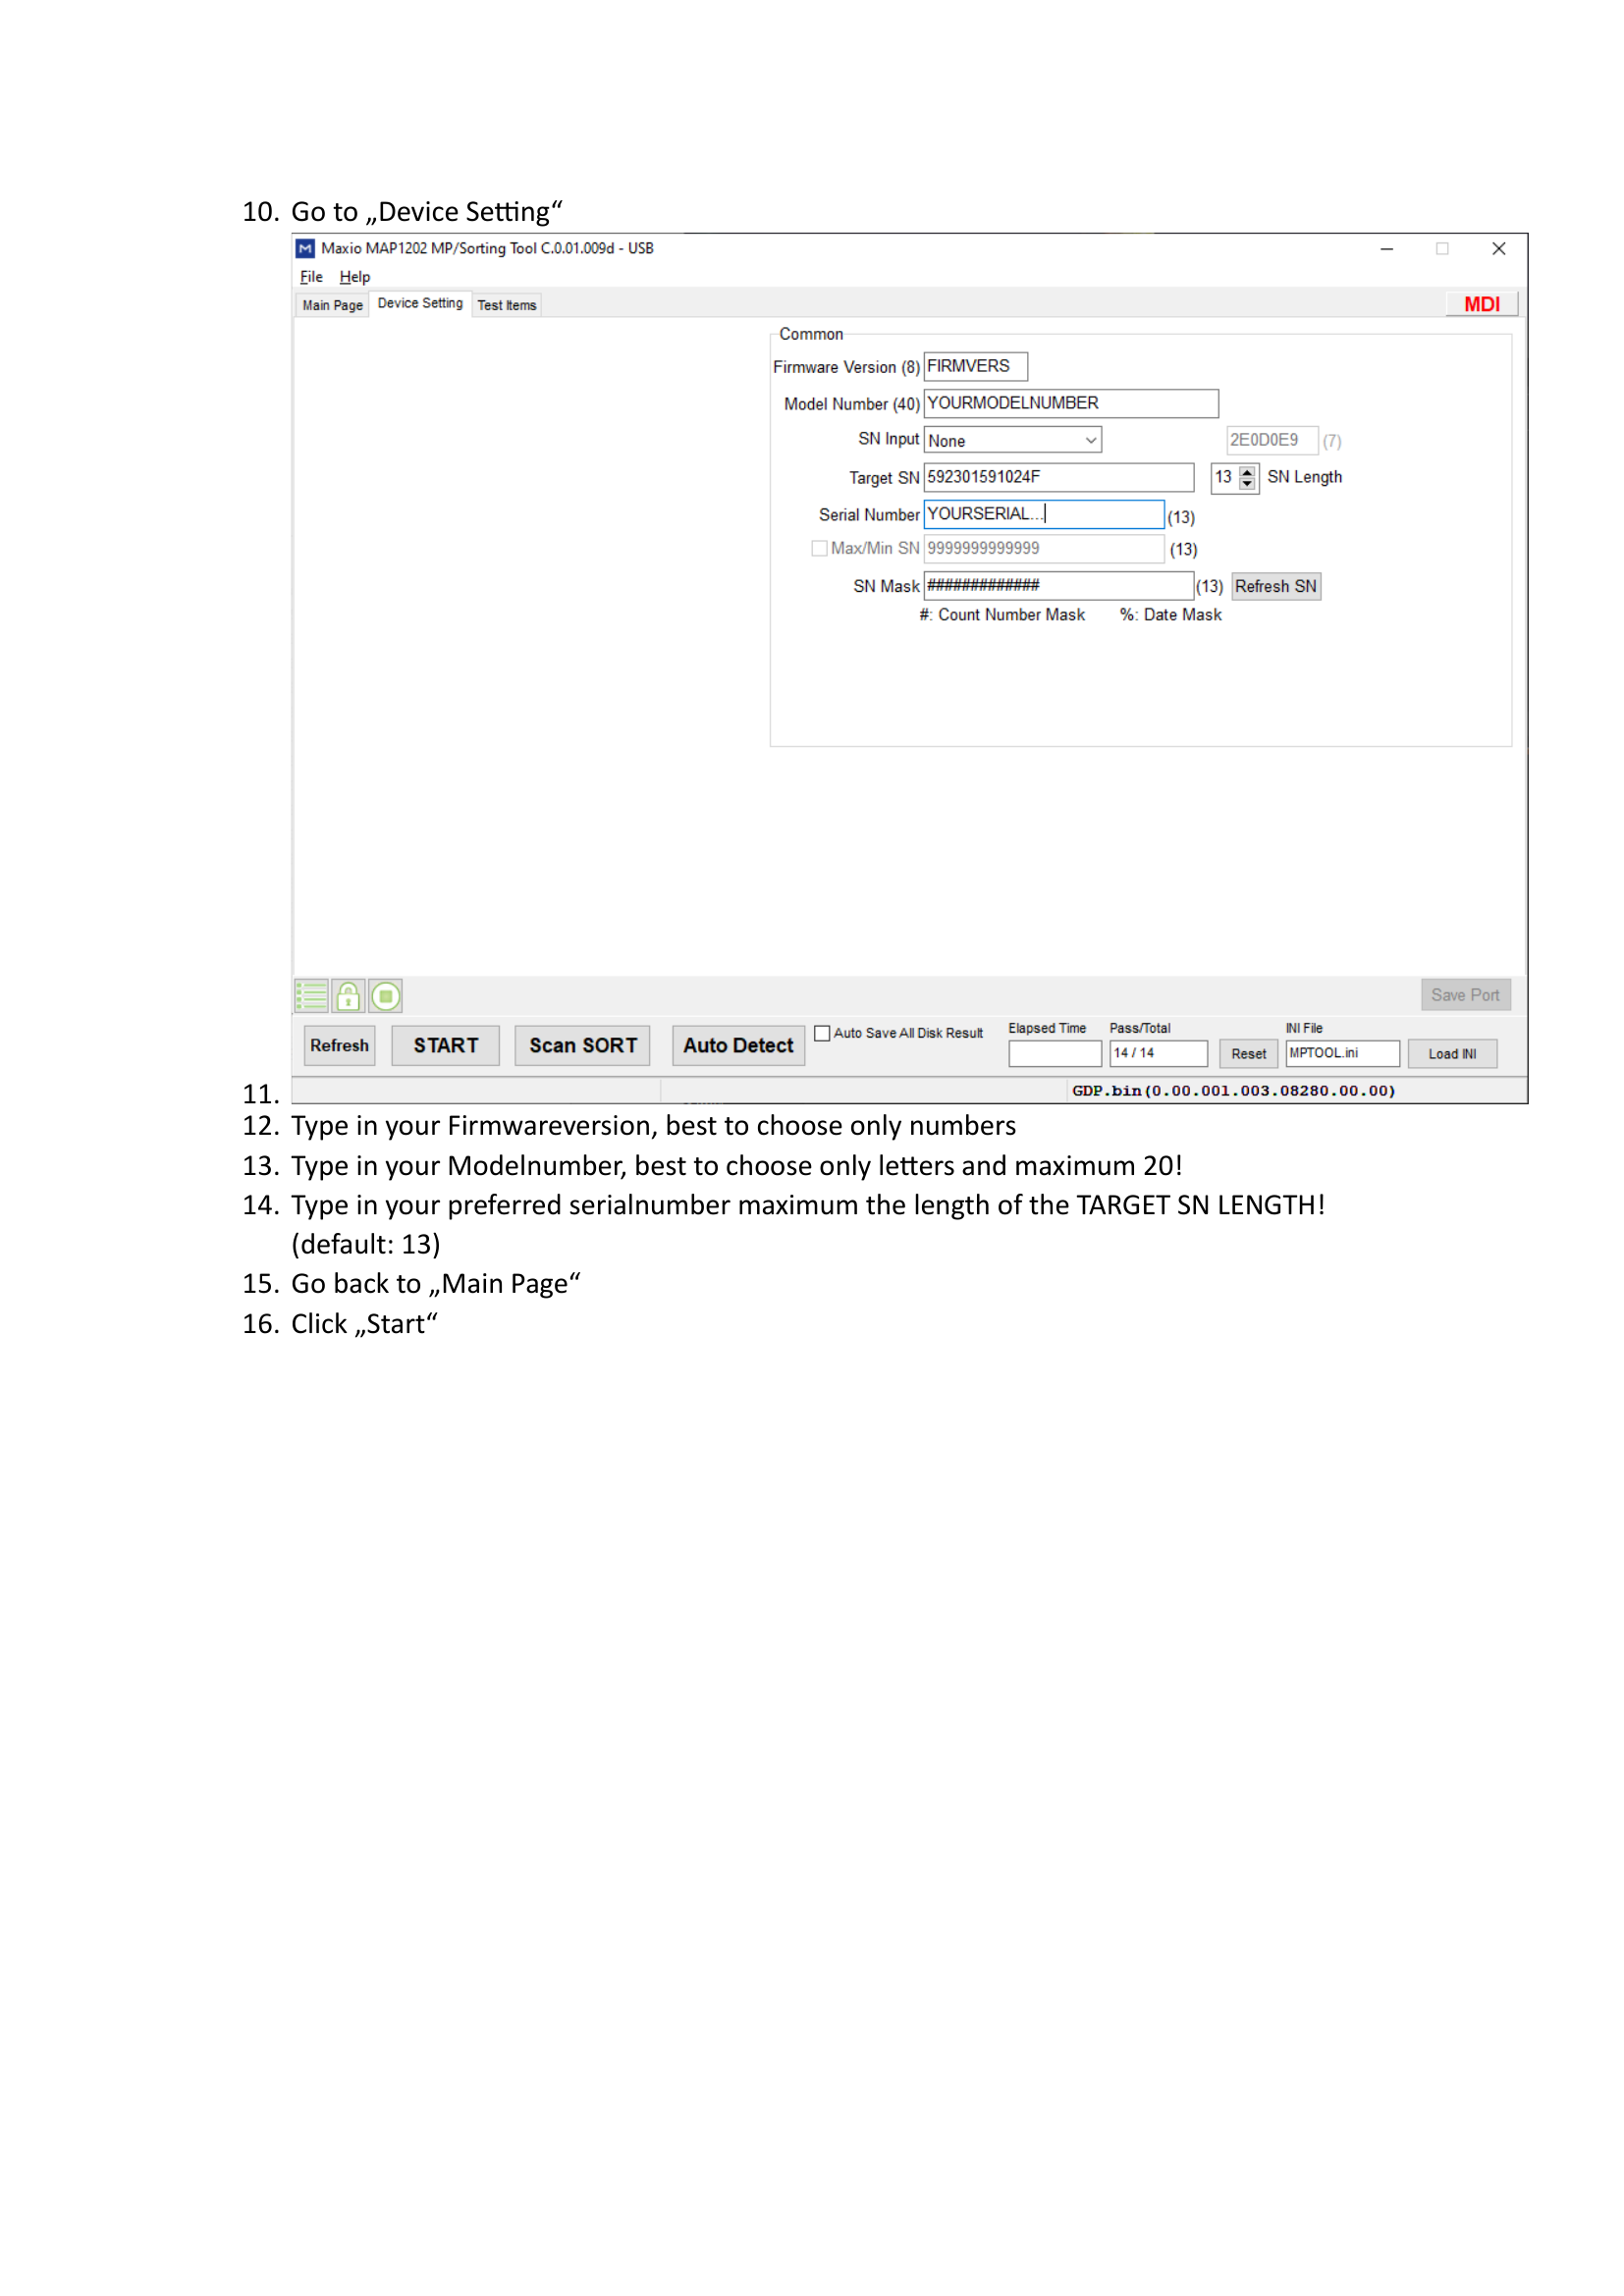 10. Go to „Device Setting“
Maxio MAP1202 MP/Sorting Tool C.0.01.009d - USB
File Help
Main Page Device Setting Test Items MDI
Common
Firmware Version (8) FIRMVERS
Model Number (40) YOURMODELNUMBER
SN Input None 2E0D0E9 (7)
Target SN 592301591024F 13 SN Length
Serial Number YOURSERIAL... (13)
Max/Min SN 9999999999999 (13)
SN Mask ############# (13) Refresh SN
#: Count Number Mask %: Date Mask
Save Port
Refresh START Scan SORT Auto Detect Auto Save All Disk Result Elapsed Time Pass/Total 14 / 14 Reset INI File MPTOOL.ini Load INI
GDP.bin(0.00.001.003.08280.00.00)
11.
12. Type in your Firmwareversion, best to choose only numbers
13. Type in your Modelnumber, best to choose only letters and maximum 20!
14. Type in your preferred serialnumber maximum the length of the TARGET SN LENGTH!
(default: 13)
15. Go back to „Main Page“
16. Click „Start“